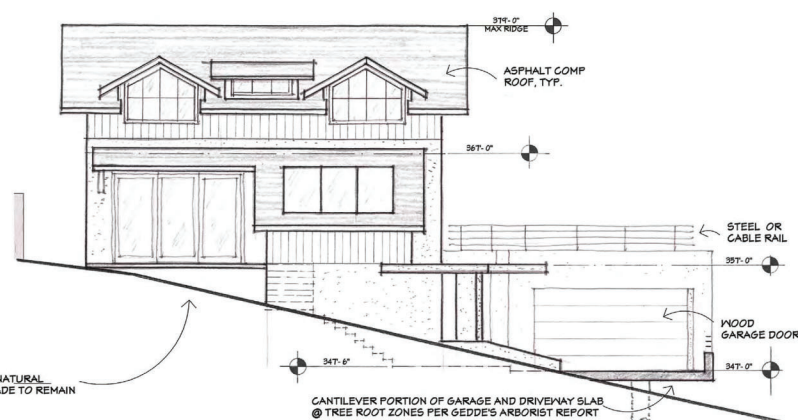 379'-0"
MAX RIDGE
ASPHALT COMP
ROOF, TYP.
367'-0"
STEEL OR
CABLE RAIL
357'-0"
WOOD
GARAGE DOOR
347'-6"
347'-0"
NATURAL
ADE TO REMAIN
CANTILEVER PORTION OF GARAGE AND DRIVEWAY SLAB
@ TREE ROOT ZONES PER GEDDE'S ARBORIST REPORT